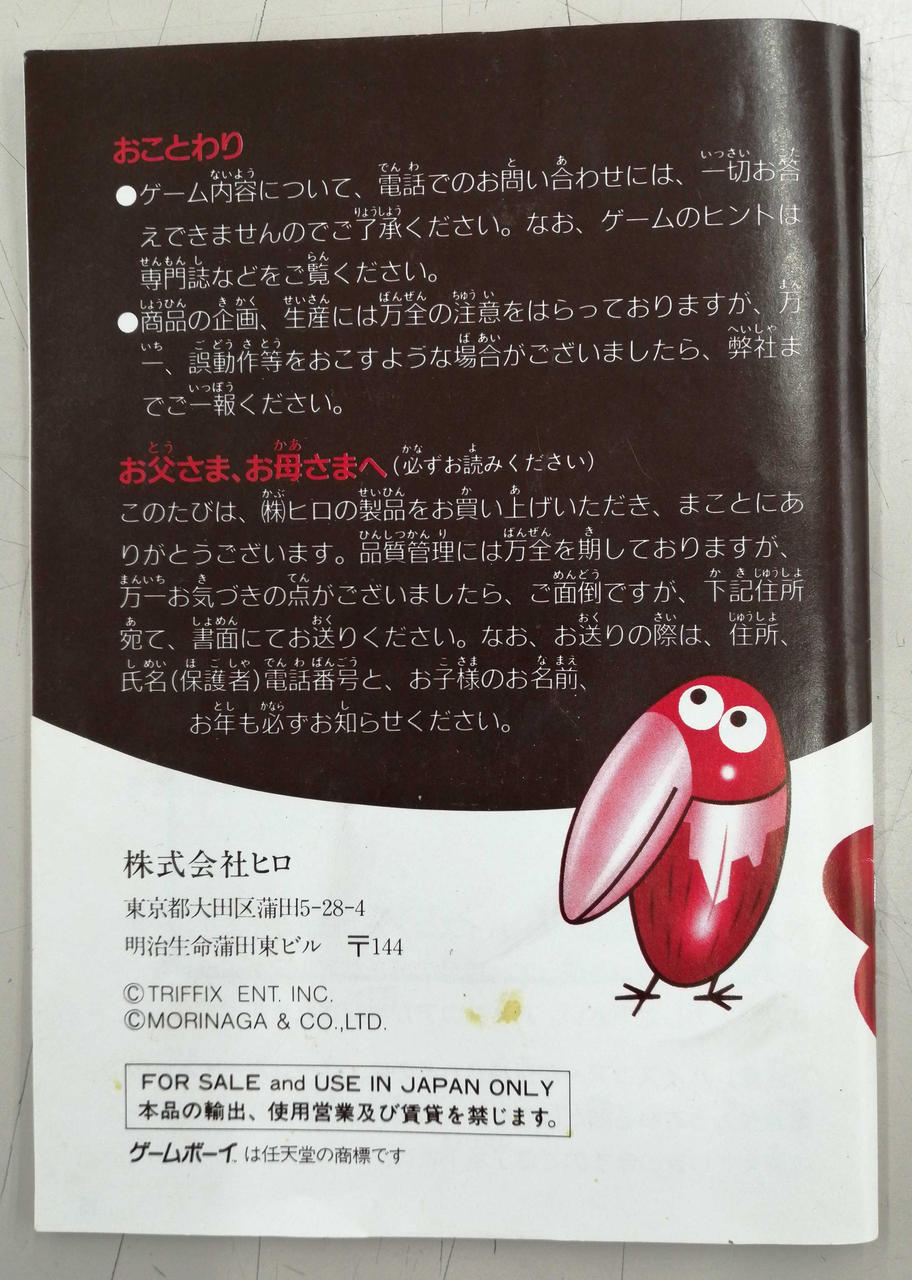 おことわり
●ゲーム内容について、電話でのお問い合わせには、一切お答
えできませんのでご了承ください。なお、ゲームのヒントは
専門誌などをご覧ください。
●商品の企画、生産には万全の注意をはらっておりますが、万
一、誤動作等をおこすような場合がございましたら、弊社ま
でご一報ください。
お父さま、お母さまへ(必ずお読みください)
このたびは、㈱ヒロの製品をお買い上げいただき、まことにあ
りがとうございます。品質管理には万全を期しておりますが、
万一お気づきの点がございましたら、ご面倒ですが、下記住所
宛て、書面にてお送りください。なお、お送りの際は、住所、
氏名(保護者)電話番号と、お子様のお名前、
お年も必ずお知らせください。
株式会社ヒロ
東京都大田区蒲田5-28-4
明治生命蒲田東ビル 〒144
©TRIFFIX ENT. INC.
©MORINAGA & CO.,LTD.
FOR SALE and USE IN JAPAN ONLY
本品の輸出、使用営業及び賃貸を禁じます。
ゲームボーイ™は任天堂の商標です